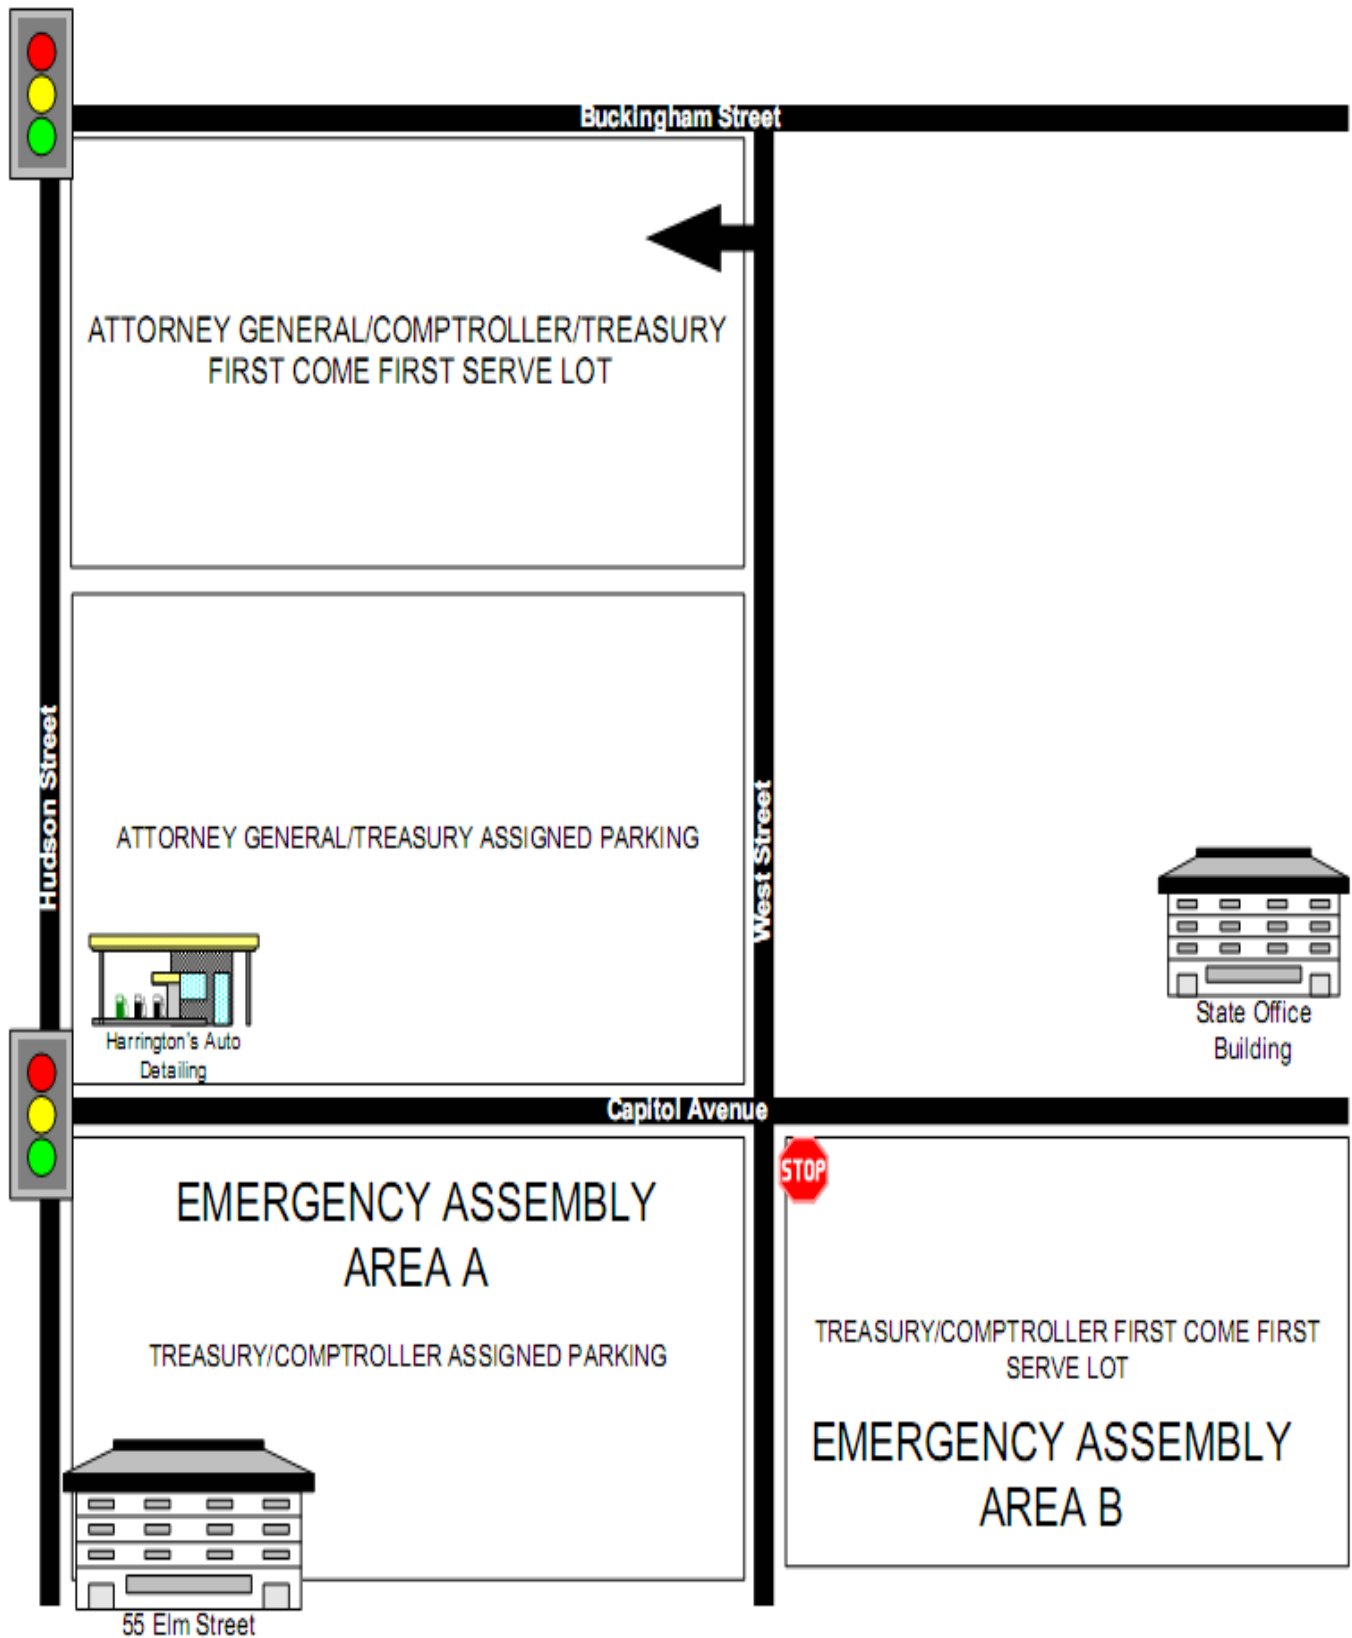 Buckingham Street
ATTORNEY GENERAL/COMPTROLLER/TREASURY
FIRST COME FIRST SERVE LOT
Hudson Street
West Street
ATTORNEY GENERAL/TREASURY ASSIGNED PARKING
Harrington's Auto
Detailing
State Office
Building
Capitol Avenue
EMERGENCY ASSEMBLY
AREA A
TREASURY/COMPTROLLER ASSIGNED PARKING
STOP
TREASURY/COMPTROLLER FIRST COME FIRST
SERVE LOT
EMERGENCY ASSEMBLY
AREA B
55 Elm Street